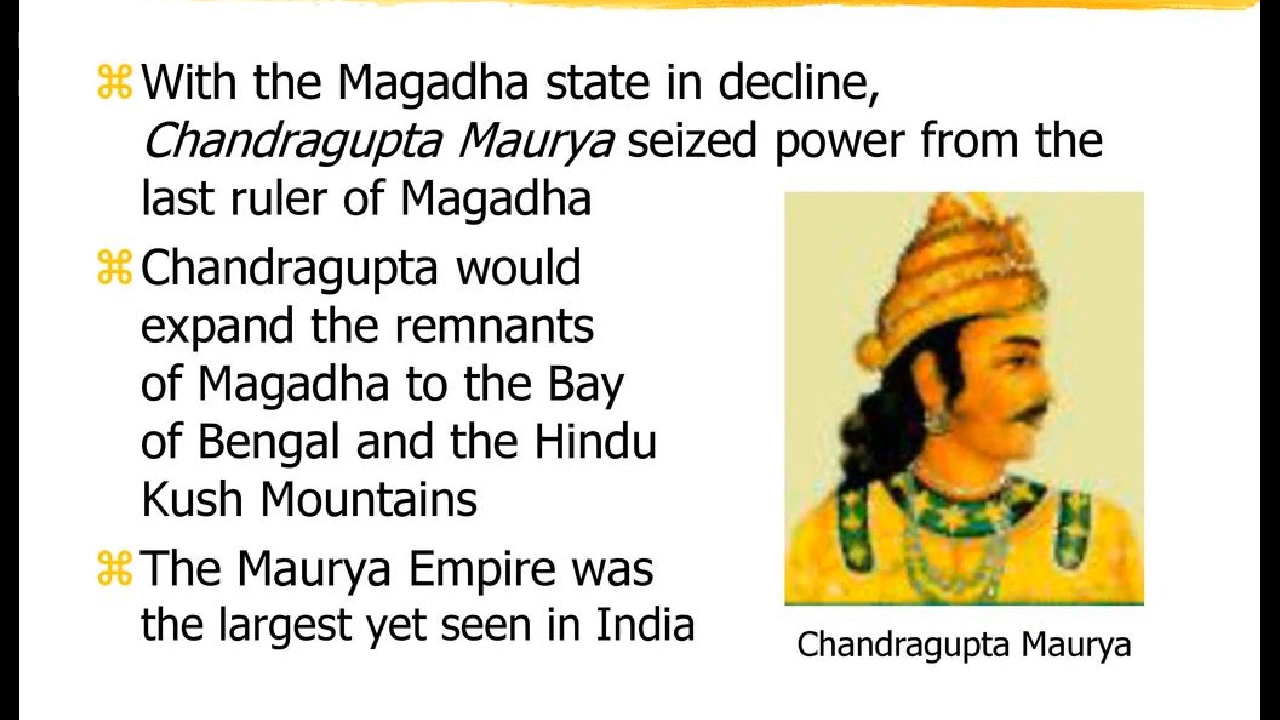 ⌘With the Magadha state in decline,
Chandragupta Maurya seized power from the
last ruler of Magadha
⌘Chandragupta would
expand the remnants
of Magadha to the Bay
of Bengal and the Hindu
Kush Mountains
⌘The Maurya Empire was
the largest yet seen in India
Chandragupta Maurya